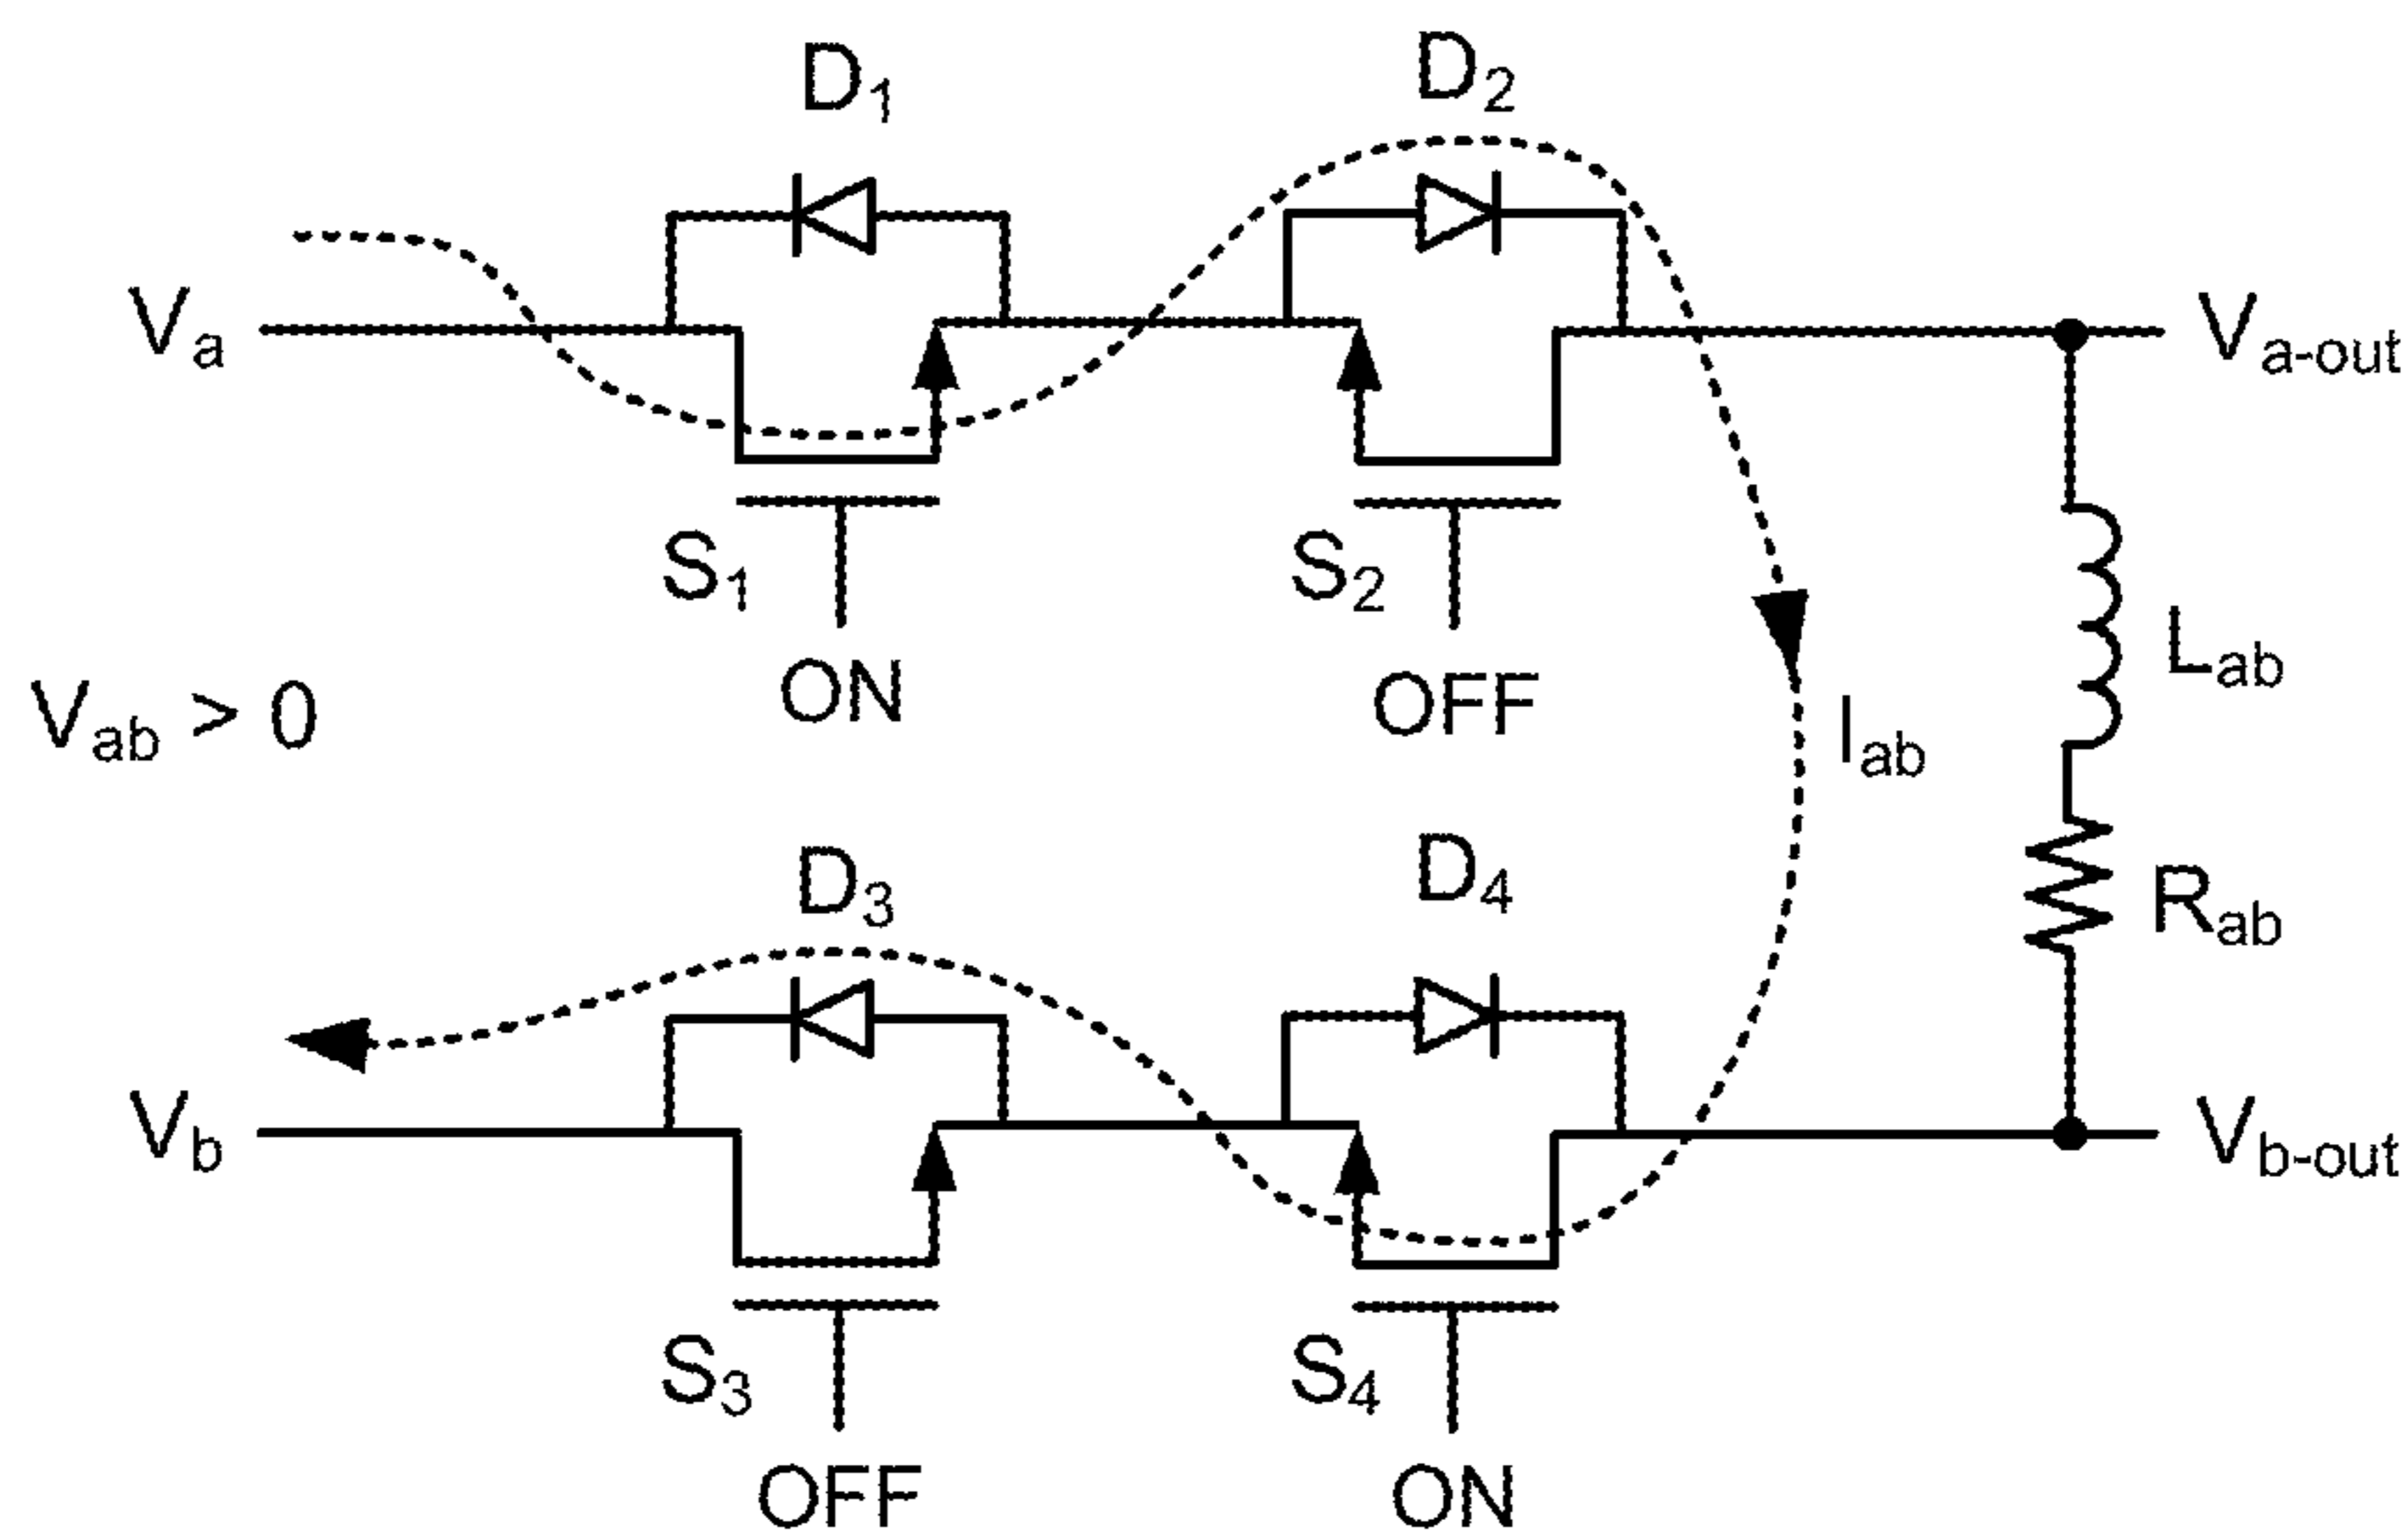 D₁
D₂
Vₐ
Va-out
S₁
S₂
ON
OFF
Vab > 0
Lab
Iab
Rab
D₃
D₄
Vb
Vb-out
S₃
S₄
OFF
ON